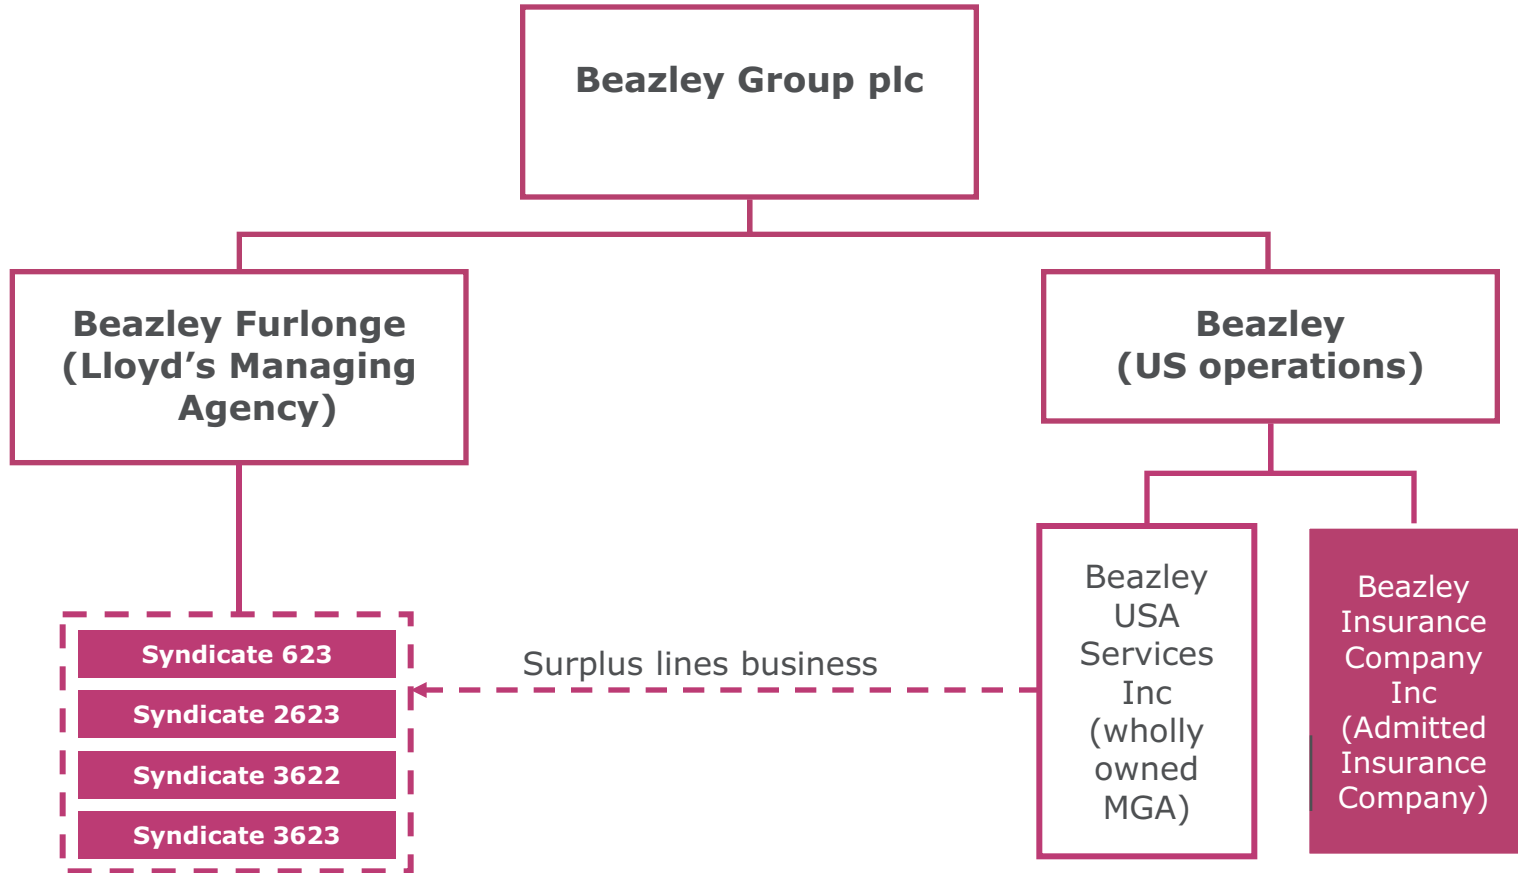 Beazley Group plc
Beazley Furlonge
(Lloyd’s Managing
Agency)
Beazley
(US operations)
Syndicate 623
Syndicate 2623
Syndicate 3622
Syndicate 3623
Surplus lines business
Beazley
USA
Services
Inc
(wholly
owned
MGA)
Beazley
Insurance
Company
Inc
(Admitted
Insurance
Company)